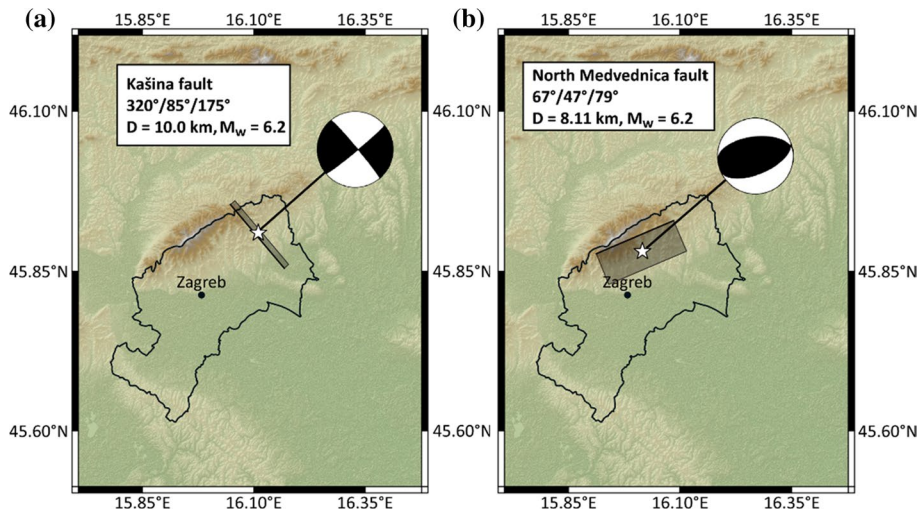 (a)
15.85°E 16.10°E 16.35°E
46.10°N
45.85°N
45.60°N
Kašina fault
320°/85°/175°
D = 10.0 km, Mw = 6.2
Zagreb
15.85°E 16.10°E 16.35°E
(b)
15.85°E 16.10°E 16.35°E
North Medvednica fault
67°/47°/79°
D = 8.11 km, Mw = 6.2
Zagreb
46.10°N
45.85°N
45.60°N
15.85°E 16.10°E 16.35°E